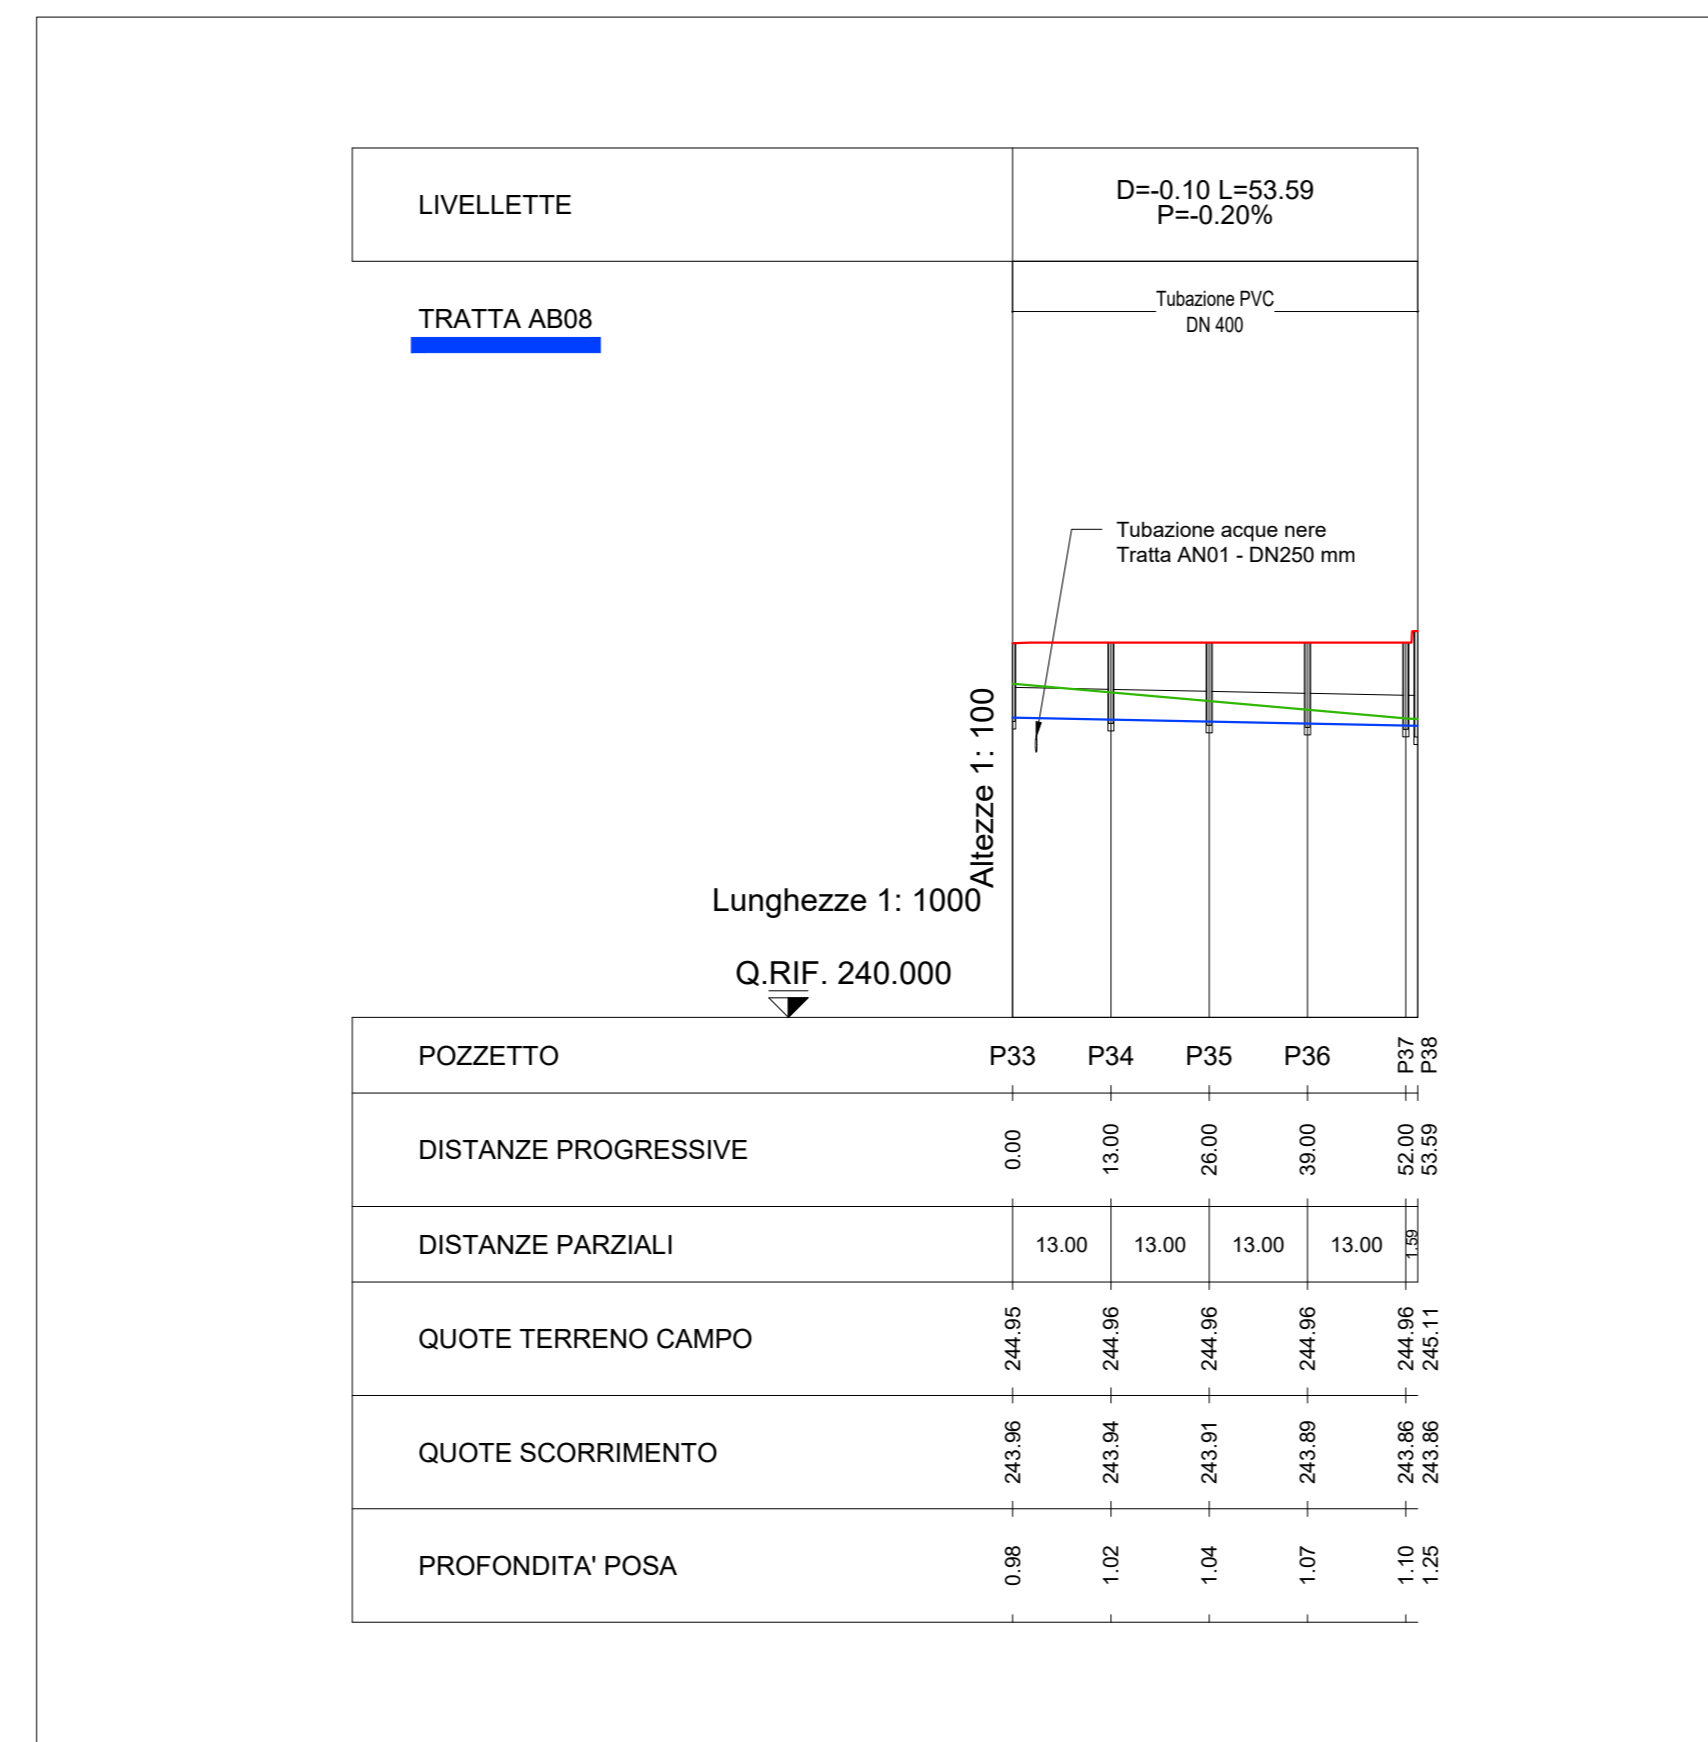 LIVELLETTE
D=-0.10 L=53.59
P=-0.20%
TRATTA AB08
Tubazione PVC
DN 400
Tubazione acque nere
Tratta AN01 - DN250 mm
Altezze 1: 100
Lunghezze 1: 1000
Q.RIF. 240.000
POZZETTO P33 P34 P35 P36 P37 P38
DISTANZE PROGRESSIVE 0.00 13.00 26.00 39.00 52.00 53.59
DISTANZE PARZIALI 13.00 13.00 13.00 13.00 1.59
QUOTE TERRENO CAMPO 244.95 244.96 244.96 244.96 244.96 245.11
QUOTE SCORRIMENTO 243.96 243.94 243.91 243.89 243.86 243.86
PROFONDITA' POSA 0.98 1.02 1.04 1.07 1.10 1.25